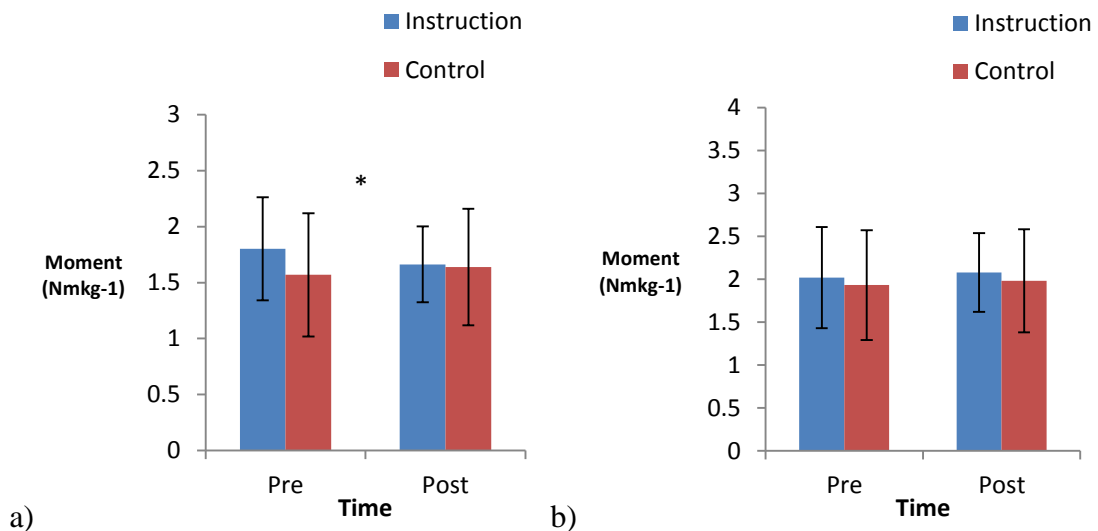 Instruction
Control
3
2.5
2
1.5
1
0.5
0
Moment
(Nmkg-1)
*
Pre
Post
Time
a)
Instruction
Control
4
3.5
3
2.5
2
1.5
1
0.5
0
Moment
(Nmkg-1)
Pre
Post
Time
b)